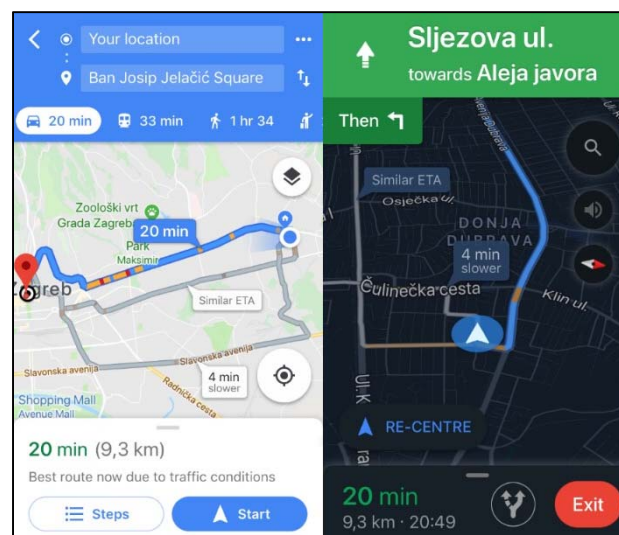 Your location
Ban Josip Jelačić Square
20 min
33 min
1 hr 34
Zoološki vrt
Grada Zagreba
20 min
Park
Maksimir
Zagreb
Similar ETA
Slavonska avenija
Slavonska avenija
4 min
slower
Radnička cesta
Shopping Mall
Avenue Mall
20 min (9,3 km)
Best route now due to traffic conditions
Steps
Start
Sljezova ul.
towards Aleja javora
Then
Similar ETA
Osječka ul.
DONJA
DUBRAVA
4 min
slower
Čulinečka cesta
Klin ul.
Ul. K
RE-CENTRE
20 min
9,3 km · 20:49
Exit